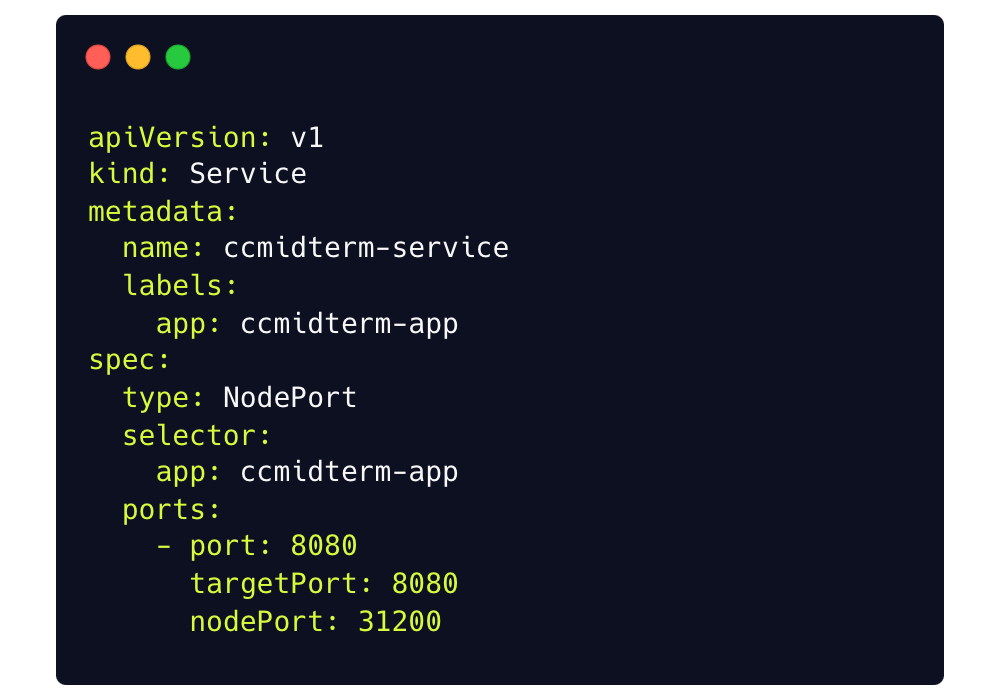 apiVersion: v1
kind: Service
metadata:
  name: ccmidterm-service
  labels:
    app: ccmidterm-app
spec:
  type: NodePort
  selector:
    app: ccmidterm-app
  ports:
    - port: 8080
      targetPort: 8080
      nodePort: 31200